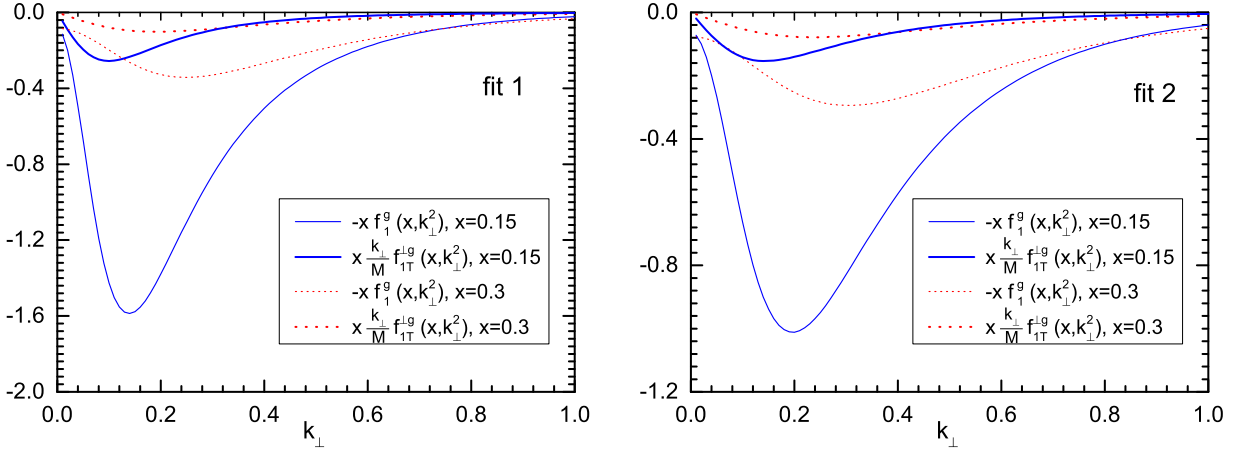 0.0
-0.4
-0.8
-1.2
-1.6
-2.0
0.0 0.2 0.4 0.6 0.8 1.0
k⊥
fit 1
-x f₁ᵍ (x,k⊥²), x=0.15
x k⊥/M f₁T^⊥g (x,k⊥²), x=0.15
-x f₁ᵍ (x,k⊥²), x=0.3
x k⊥/M f₁T^⊥g (x,k⊥²), x=0.3
0.0
-0.4
-0.8
-1.2
0.0 0.2 0.4 0.6 0.8 1.0
k⊥
fit 2
-x f₁ᵍ (x,k⊥²), x=0.15
x k⊥/M f₁T^⊥g (x,k⊥²), x=0.15
-x f₁ᵍ (x,k⊥²), x=0.3
x k⊥/M f₁T^⊥g (x,k⊥²), x=0.3